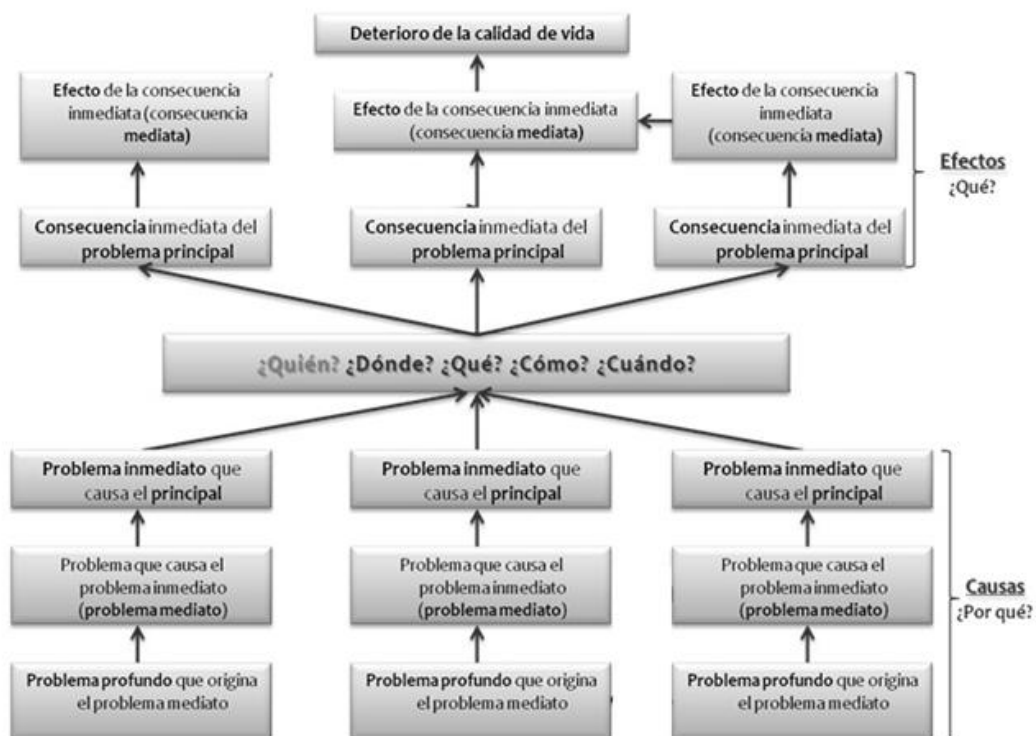 Deterioro de la calidad de vida
Efecto de la consecuencia
inmediata (consecuencia
mediata)
Efecto de la consecuencia inmediata
(consecuencia mediata)
Efecto de la consecuencia
inmediata
(consecuencia mediata)
Efectos
¿Qué?
Consecuencia inmediata del
problema principal
Consecuencia inmediata del
problema principal
Consecuencia inmediata del
problema principal
¿Quién? ¿Dónde? ¿Qué? ¿Cómo? ¿Cuándo?
Problema inmediato que
causa el principal
Problema inmediato que
causa el principal
Problema inmediato que
causa el principal
Problema que causa el
problema inmediato
(problema mediato)
Problema que causa el
problema inmediato
(problema mediato)
Problema que causa el
problema inmediato
(problema mediato)
Causas
¿Por qué?
Problema profundo que origina
el problema mediato
Problema profundo que origina
el problema mediato
Problema profundo que origina
el problema mediato